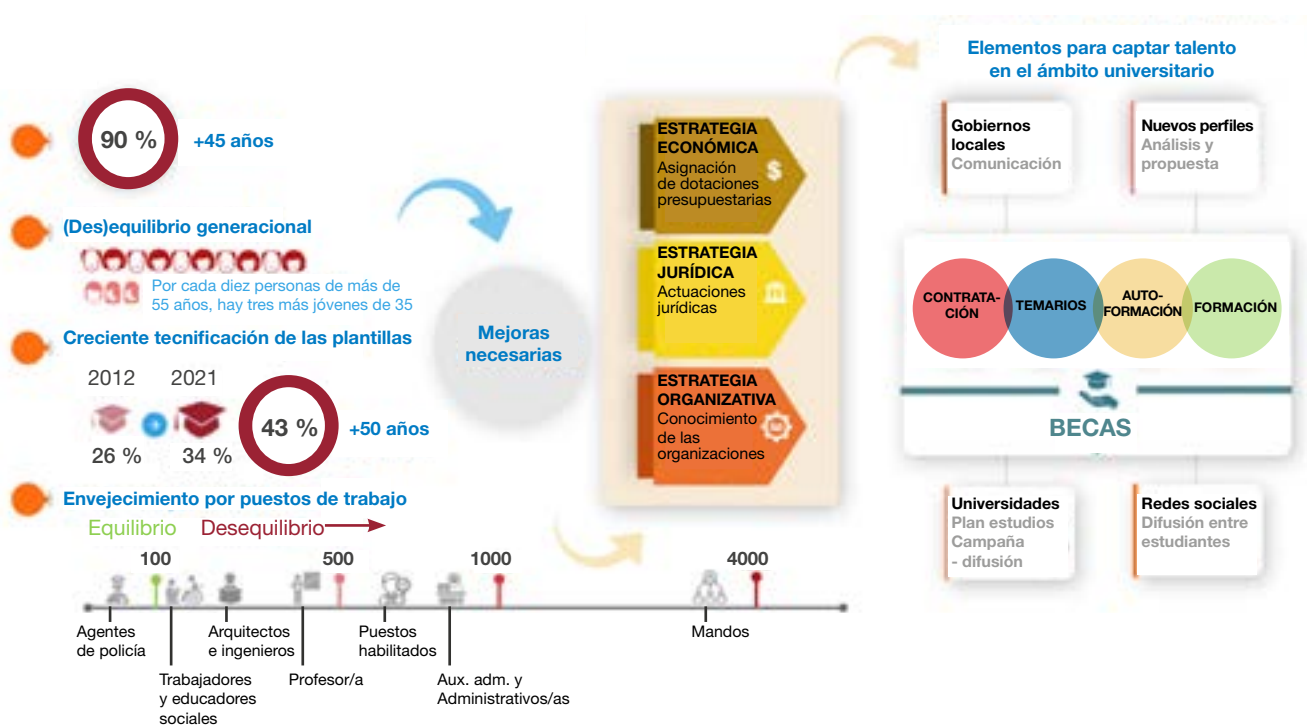 90 %
+45 años
(Des)equilibrio generacional
Por cada diez personas de más de
55 años, hay tres más jóvenes de 35
Creciente tecnificación de las plantillas
2012
2021
26 %
34 %
43 %
+50 años
Envejecimiento por puestos de trabajo
Equilibrio
Desequilibrio
100
500
1000
4000
Agentes
de policía
Trabajadores
y educadores
sociales
Arquitectos
e ingenieros
Profesor/a
Puestos
habilitados
Aux. adm. y
Administrativos/as
Mandos
Mejoras
necesarias
ESTRATEGIA
ECONÓMICA
Asignación
de dotaciones
presupuestarias
$
ESTRATEGIA
JURÍDICA
Actuaciones
jurídicas
ESTRATEGIA
ORGANIZATIVA
Conocimiento
de las
organizaciones
Elementos para captar talento
en el ámbito universitario
Gobiernos
locales
Comunicación
Nuevos perfiles
Análisis y
propuesta
CONTRATA-
CIÓN
TEMARIOS
AUTO-
FORMACIÓN
FORMACIÓN
BECAS
Universidades
Plan estudios
Campaña
- difusión
Redes sociales
Difusión entre
estudiantes